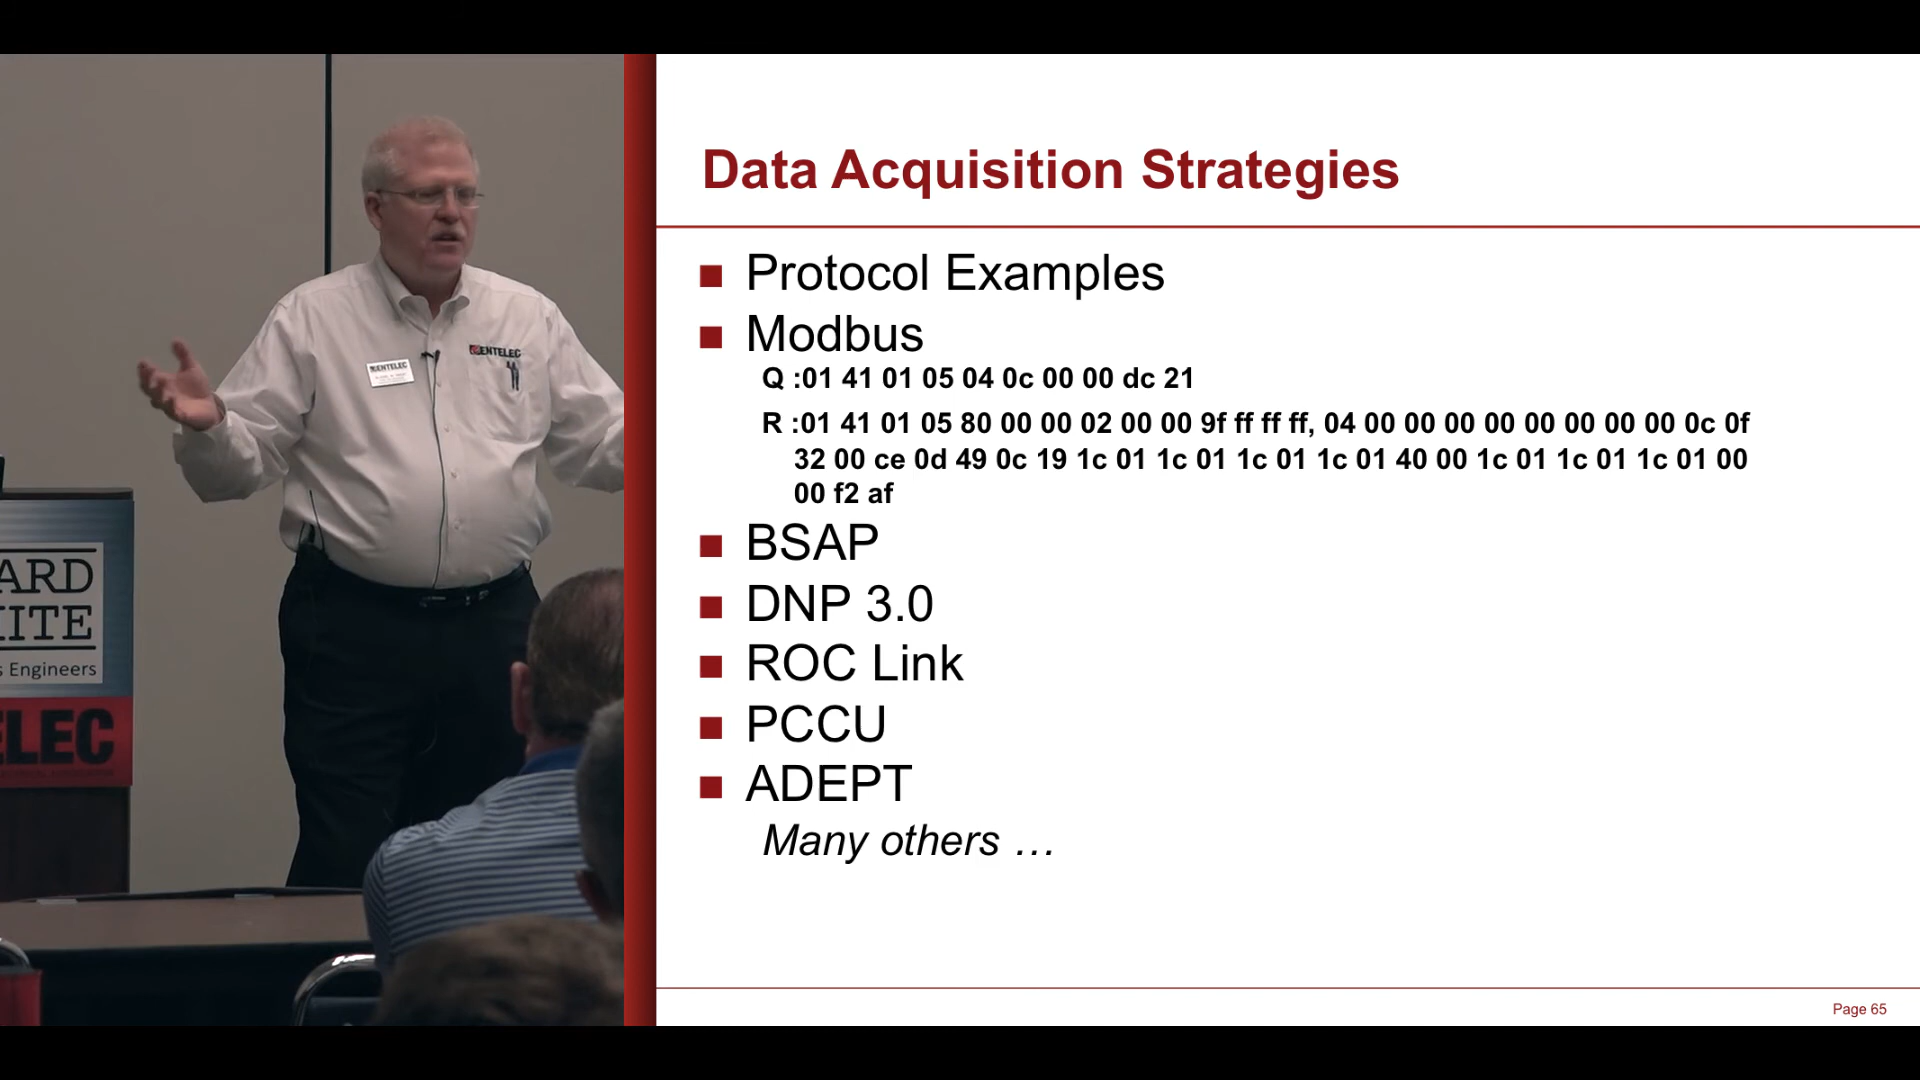 Data Acquisition Strategies
Protocol Examples
Modbus
Q :01 41 01 05 04 0c 00 00 dc 21
R :01 41 01 05 80 00 00 02 00 00 9f ff ff ff, 04 00 00 00 00 00 00 00 00 0c 0f
32 00 ce 0d 49 0c 19 1c 01 1c 01 1c 01 1c 01 40 00 1c 01 1c 01 1c 01 00
00 f2 af
BSAP
DNP 3.0
ROC Link
PCCU
ADEPT
Many others …
Page 65
ENTELEC
ENTELEC
ARD
ITE
s Engineers
ELEC